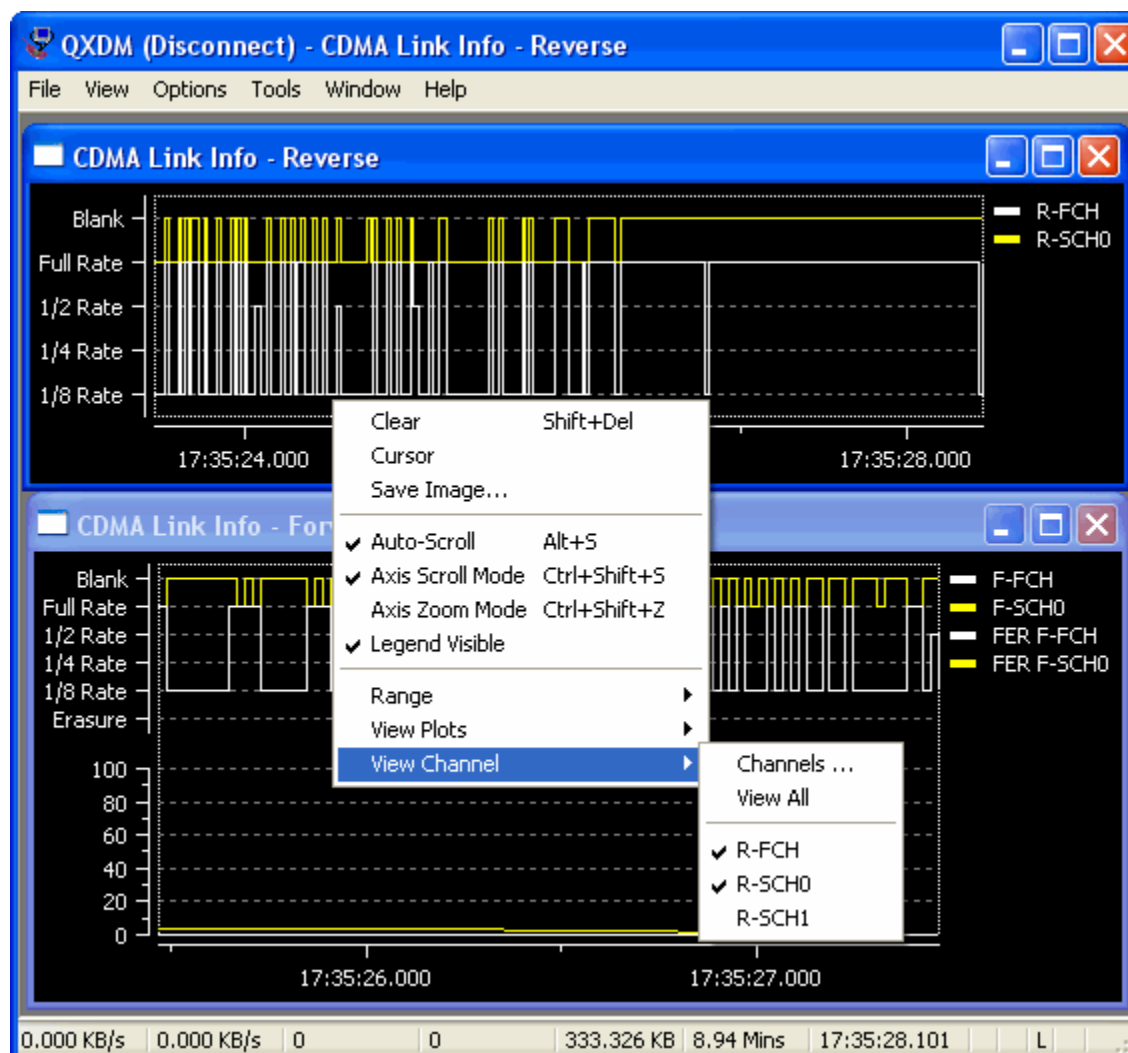 QXDM (Disconnect) - CDMA Link Info - Reverse
File View Options Tools Window Help
CDMA Link Info - Reverse
Blank
Full Rate
1/2 Rate
1/4 Rate
1/8 Rate
R-FCH
R-SCH0
17:35:24.000
17:35:28.000
Clear Shift+Del
Cursor
Save Image...
Auto-Scroll Alt+S
Axis Scroll Mode Ctrl+Shift+S
Axis Zoom Mode Ctrl+Shift+Z
Legend Visible
Range
View Plots
View Channel
Channels ...
View All
R-FCH
R-SCH0
R-SCH1
CDMA Link Info - For
Blank
Full Rate
1/2 Rate
1/4 Rate
1/8 Rate
Erasure
100
80
60
40
20
0
F-FCH
F-SCH0
FER F-FCH
FER F-SCH0
17:35:26.000
17:35:27.000
0.000 KB/s 0.000 KB/s 0 0 333.326 KB 8.94 Mins 17:35:28.101 L